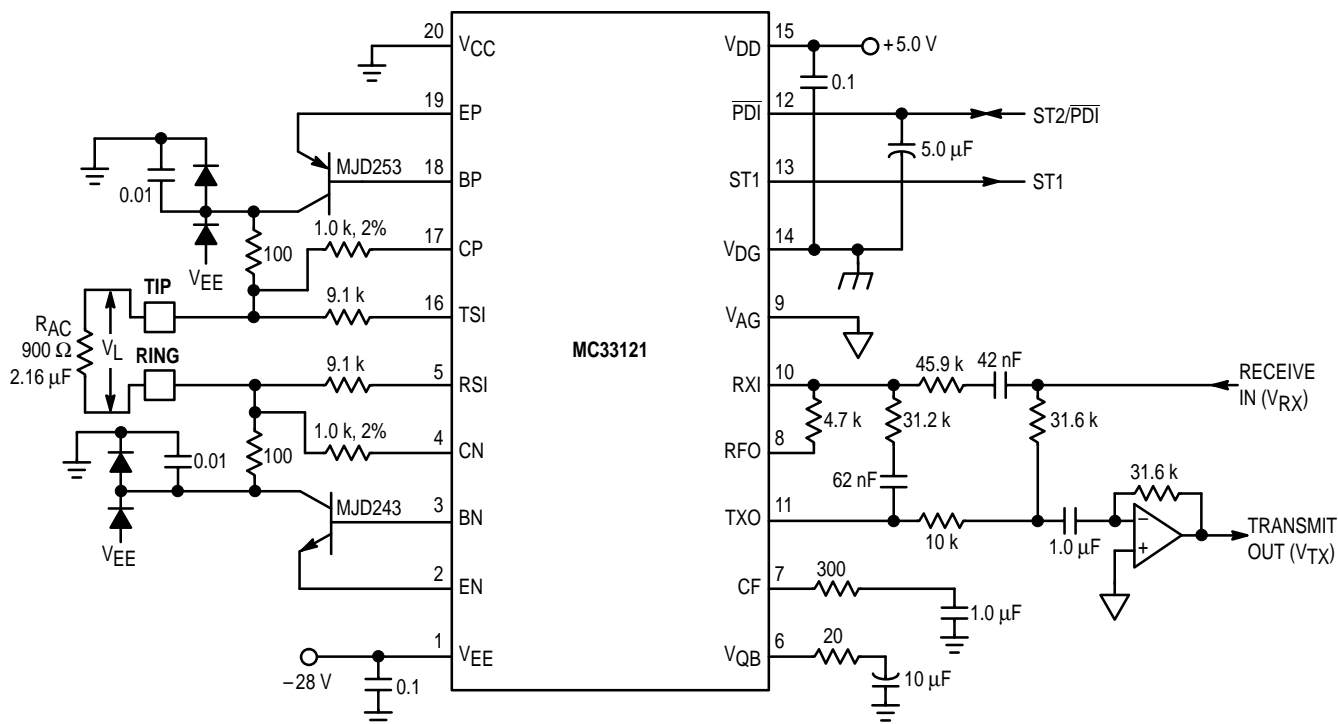 20
VCC
15
VDD
+5.0 V
0.1
19
EP
12
PDI
ST2/PDI
MJD253
18
BP
5.0 μF
0.01
13
ST1
ST1
1.0 k, 2%
17
CP
14
VDG
100
VEE
TIP
9.1 k
16
TSI
9
VAG
RAC
900 Ω
2.16 μF
VL
MC33121
RING
9.1 k
5
RSI
10
RXI
45.9 k
42 nF
RECEIVE
IN (VRX)
4.7 k
31.2 k
31.6 k
1.0 k, 2%
4
CN
8
RFO
0.01
100
62 nF
31.6 k
MJD243
3
BN
11
TXO
10 k
1.0 μF
−
+
TRANSMIT
OUT (VTX)
VEE
2
EN
7
CF
300
1.0 μF
1
VEE
6
VQB
20
−28 V
0.1
10 μF